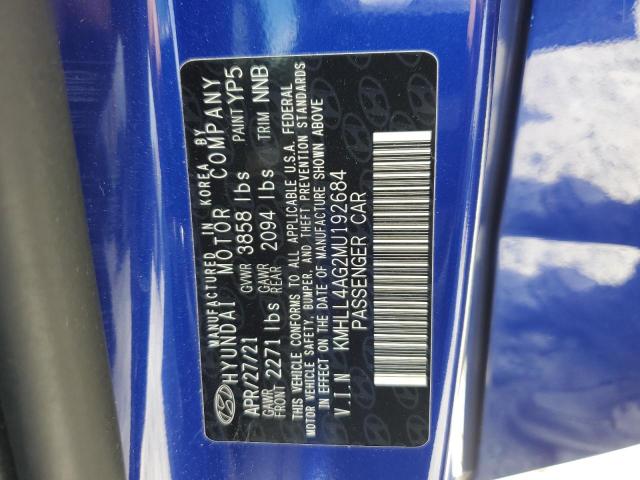 MANUFACTURED IN KOREA BY
HYUNDAI MOTOR COMPANY
APR/27/21 GVWR 3858 lbs PAINT YP5
GAWR FRONT 2271 lbs GAWR REAR 2094 lbs TRIM NNB
THIS VEHICLE CONFORMS TO ALL APPLICABLE U.S.A. FEDERAL
MOTOR VEHICLE SAFETY, BUMPER, AND THEFT PREVENTION STANDARDS
IN EFFECT ON THE DATE OF MANUFACTURE SHOWN ABOVE
V.I.N KMHLL4AG2MU192684
PASSENGER CAR